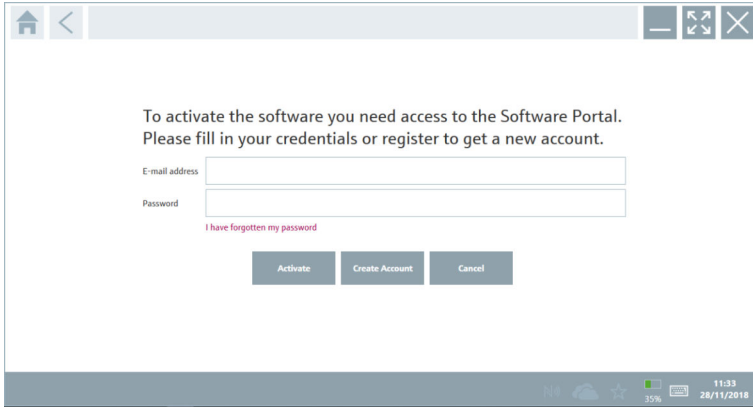 To activate the software you need access to the Software Portal.
Please fill in your credentials or register to get a new account.
E-mail address
Password
I have forgotten my password
Activate
Create Account
Cancel
35%
11:33
28/11/2018